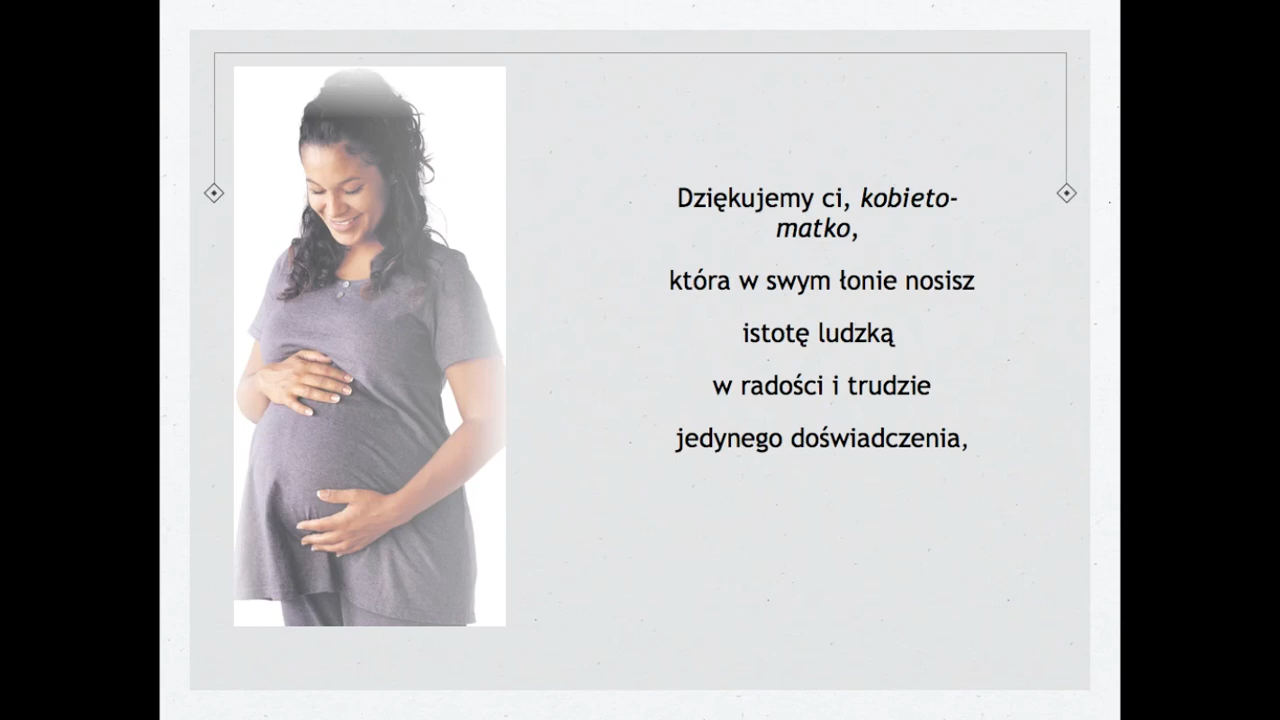 Dziękujemy ci, kobieto-
matko,
która w swym łonie nosisz
istotę ludzką
w radości i trudzie
jedynego doświadczenia,